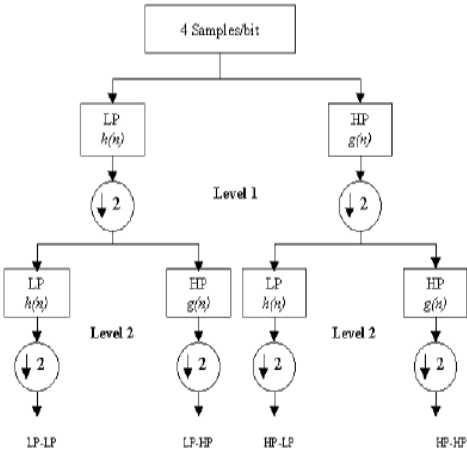 4 Samples/bit
LP
h(n)
HP
g(n)
↓ 2
Level 1
↓ 2
LP
h(n)
HP
g(n)
LP
h(n)
HP
g(n)
Level 2
Level 2
↓ 2
↓ 2
↓ 2
↓ 2
LP-LP
LP-HP
HP-LP
HP-HP